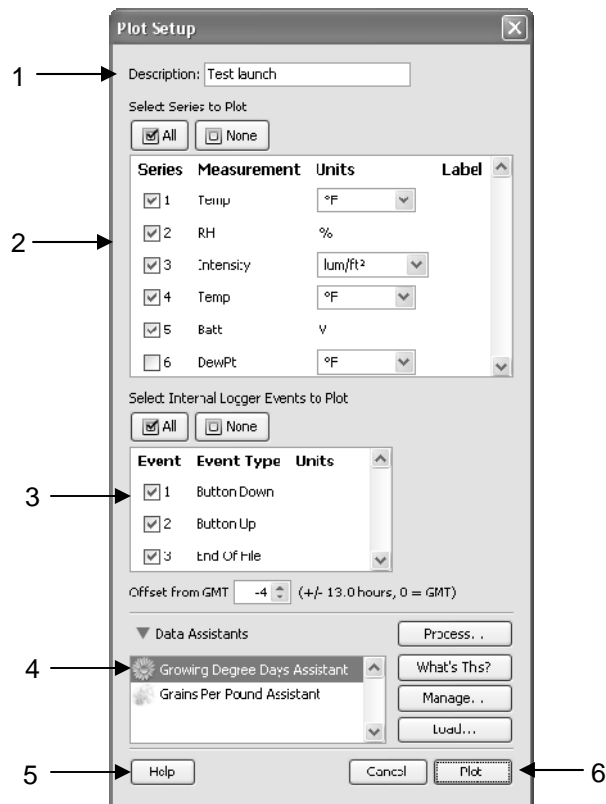 Plot Setup
1
Description: Test launch
Select Series to Plot
All None
Series Measurement Units Label
1 Temp °F
2
2 RH %
3 Intensity lum/ft²
4 Temp °F
5 Batt V
6 DewPt °F
Select Internal Logger Events to Plot
All None
Event Event Type Units
3
1 Button Down
2 Button Up
3 End Of File
Offset from GMT -4 (+/- 13.0 hours, 0 = GMT)
Data Assistants Process. .
4
Growing Degree Days Assistant What's This?
Grains Per Pound Assistant Manage. .
Load...
5
Help Cancel Plot
6